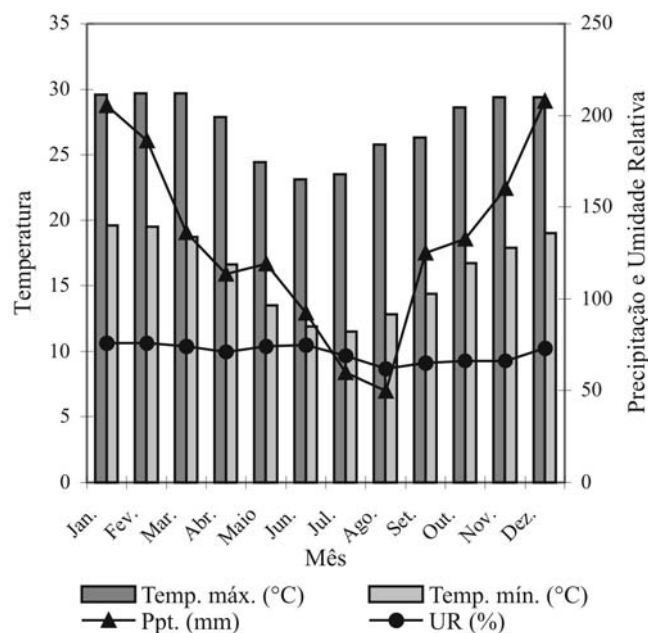 35
30
25
20
15
10
5
0
Temperatura
250
200
150
100
50
0
Precipitação e Umidade Relativa
Jan.
Fev.
Mar.
Abr.
Maio
Jun.
Jul.
Ago.
Set.
Out.
Nov.
Dez.
Mês
Temp. máx. (°C) Temp. mín. (°C)
Ppt. (mm) UR (%)